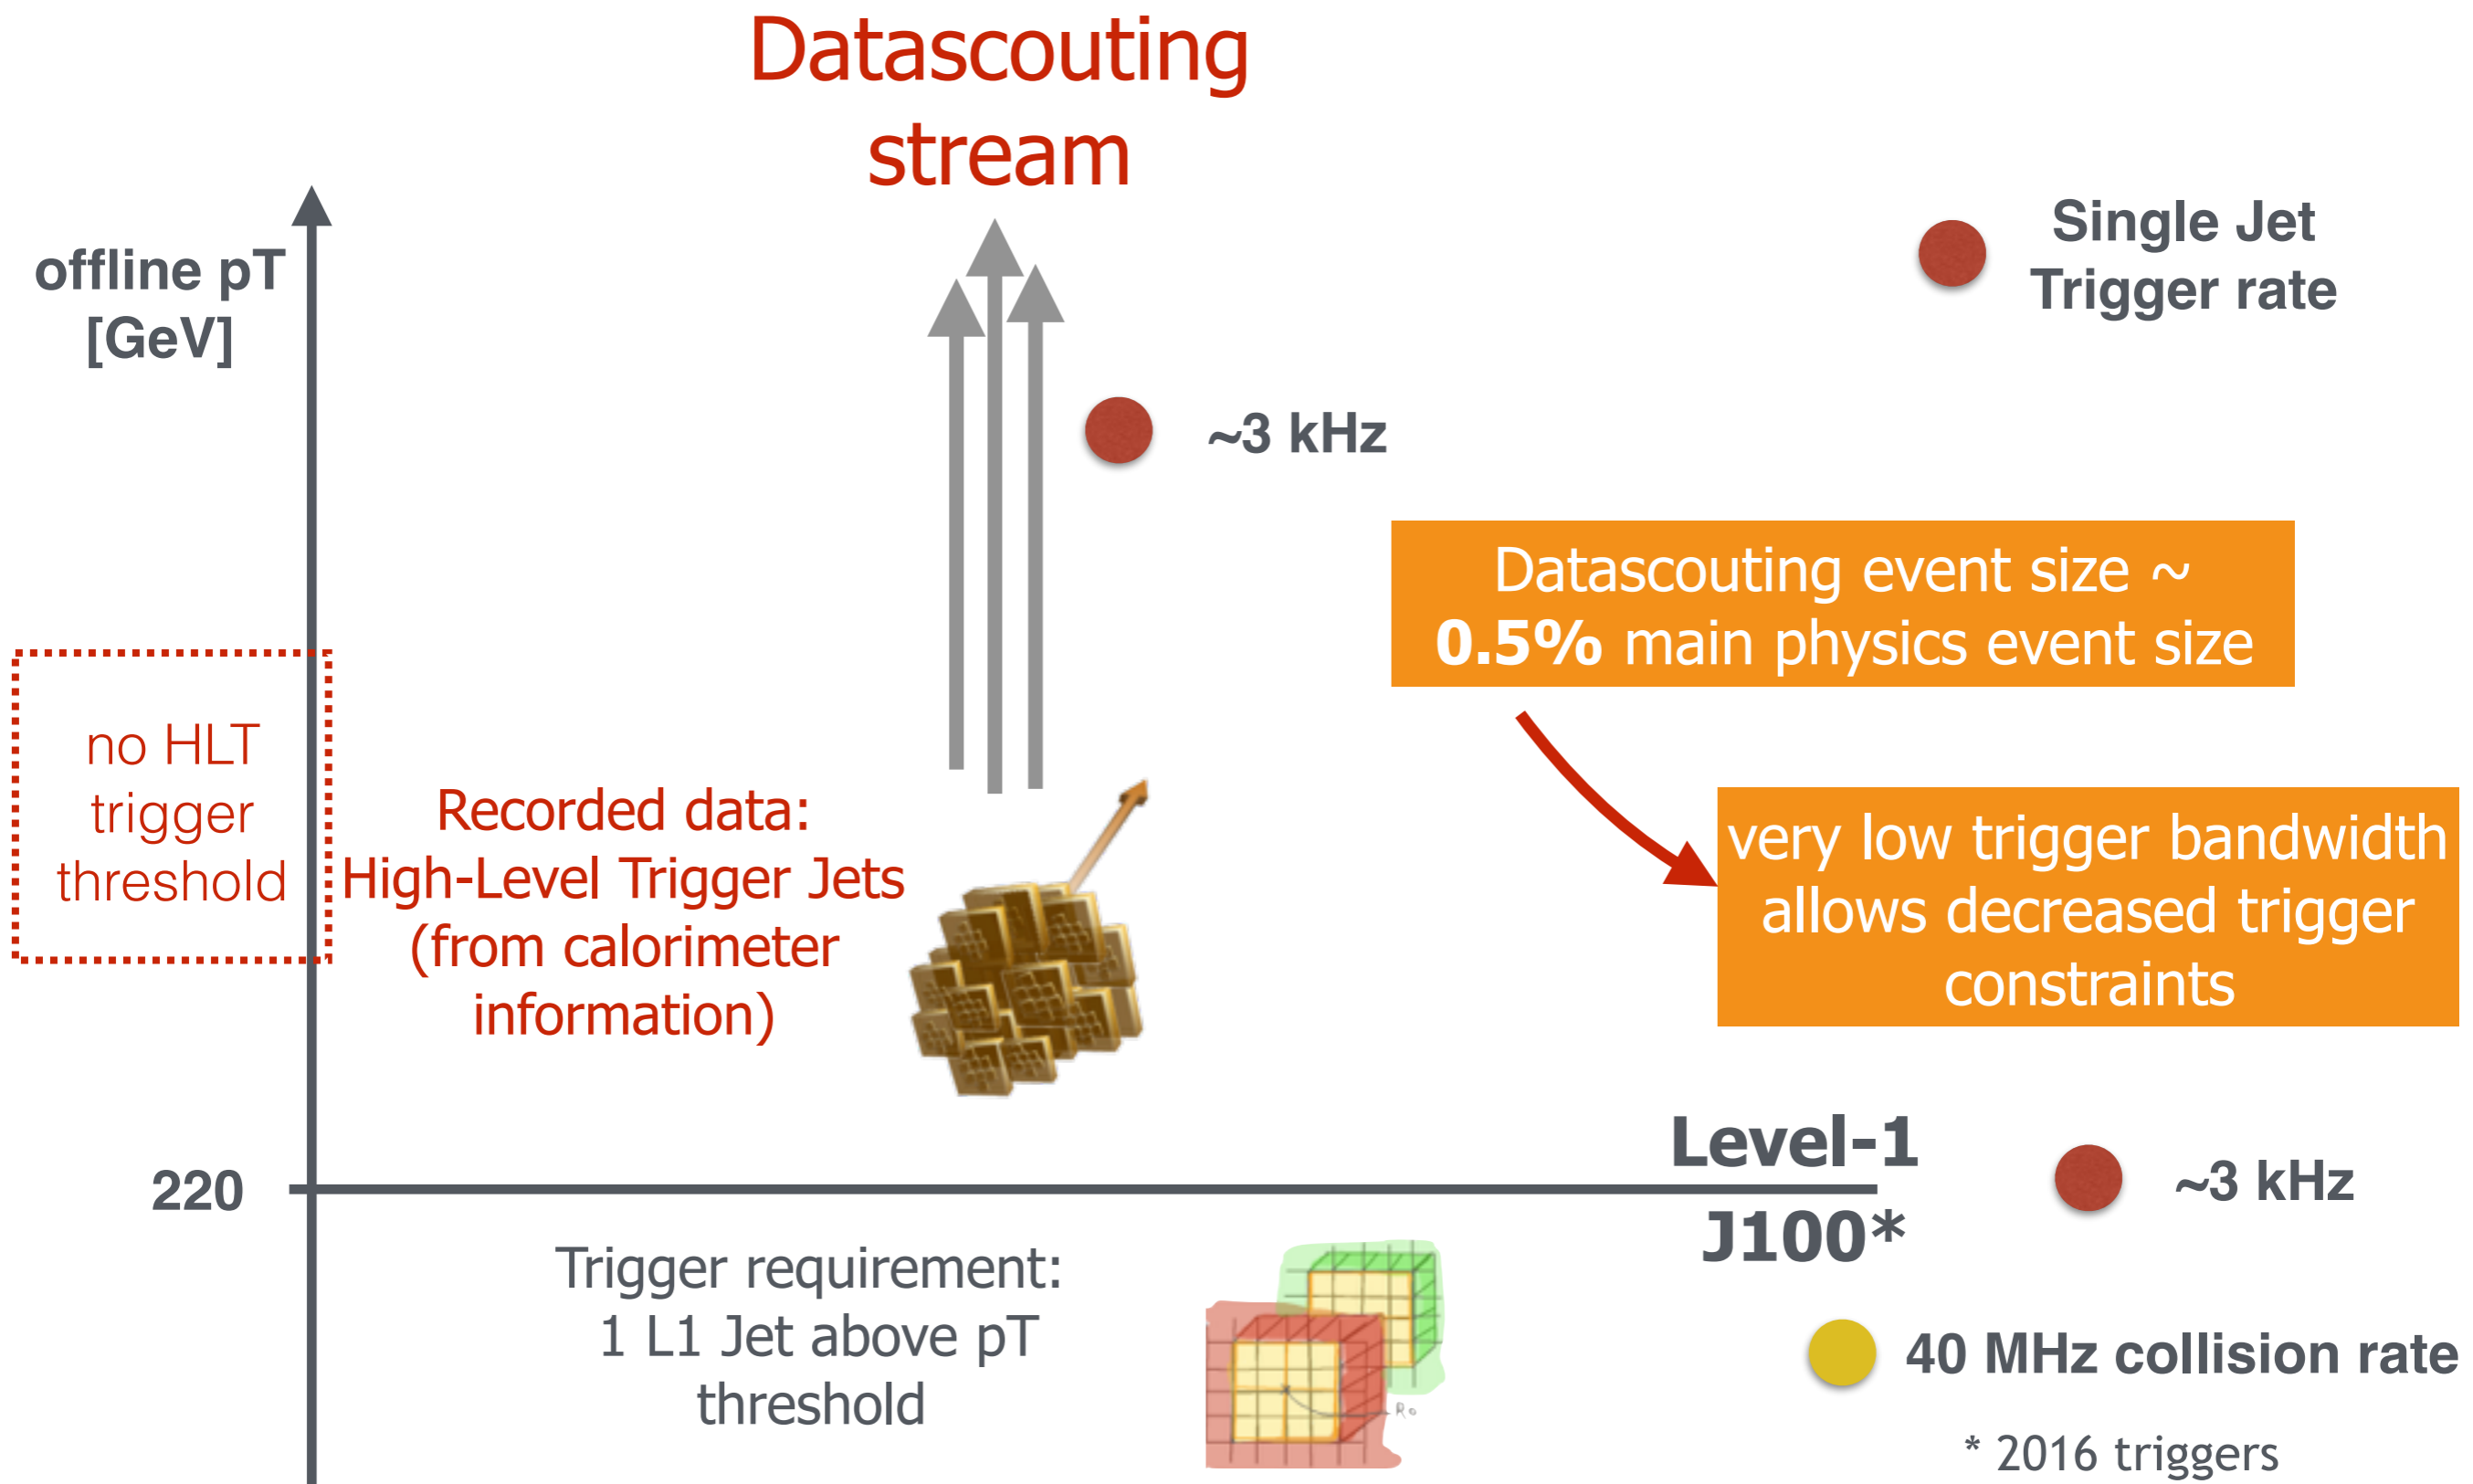 Datascouting
stream
offline pT
[GeV]
Single Jet
Trigger rate
~3 kHz
Datascouting event size ~
0.5% main physics event size
no HLT
trigger
threshold
Recorded data:
High-Level Trigger Jets
(from calorimeter
information)
very low trigger bandwidth
allows decreased trigger
constraints
Level-1
220
~3 kHz
J100*
Trigger requirement:
1 L1 Jet above pT
threshold
40 MHz collision rate
* 2016 triggers